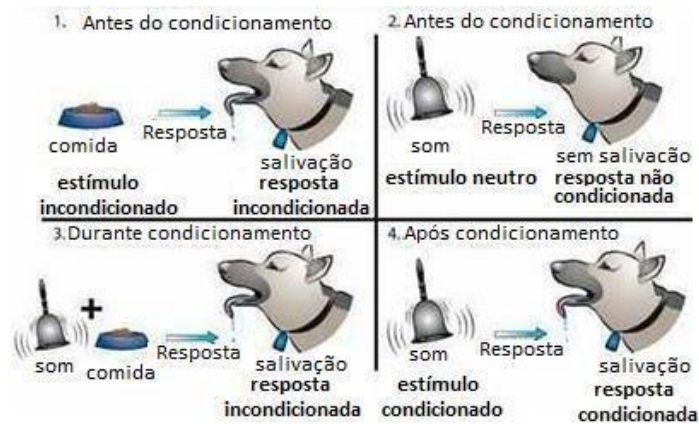 1. Antes do condicionamento
comida
Resposta
salivação
estímulo
incondicionado
resposta
incondicionada
2. Antes do condicionamento
som
Resposta
sem salivacão
estímulo neutro
resposta não
condicionada
3. Durante condicionamento
+
som
comida
Resposta
salivação
resposta
incondicionada
4. Após condicionamento
som
Resposta
salivação
estímulo
condicionado
resposta
condicionada